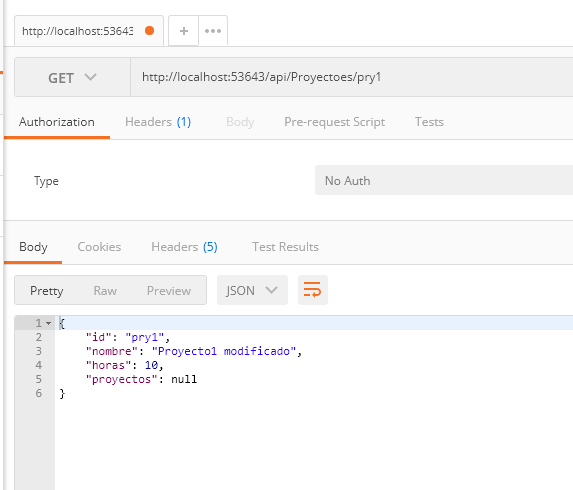 http://localhost:53643
+ •••
GET http://localhost:53643/api/Proyectoes/pry1
Authorization Headers (1) Body Pre-request Script Tests
Type No Auth
Body Cookies Headers (5) Test Results
Pretty Raw Preview JSON
1 {
2 "id": "pry1",
3 "nombre": "Proyecto1 modificado",
4 "horas": 10,
5 "proyectos": null
6 }